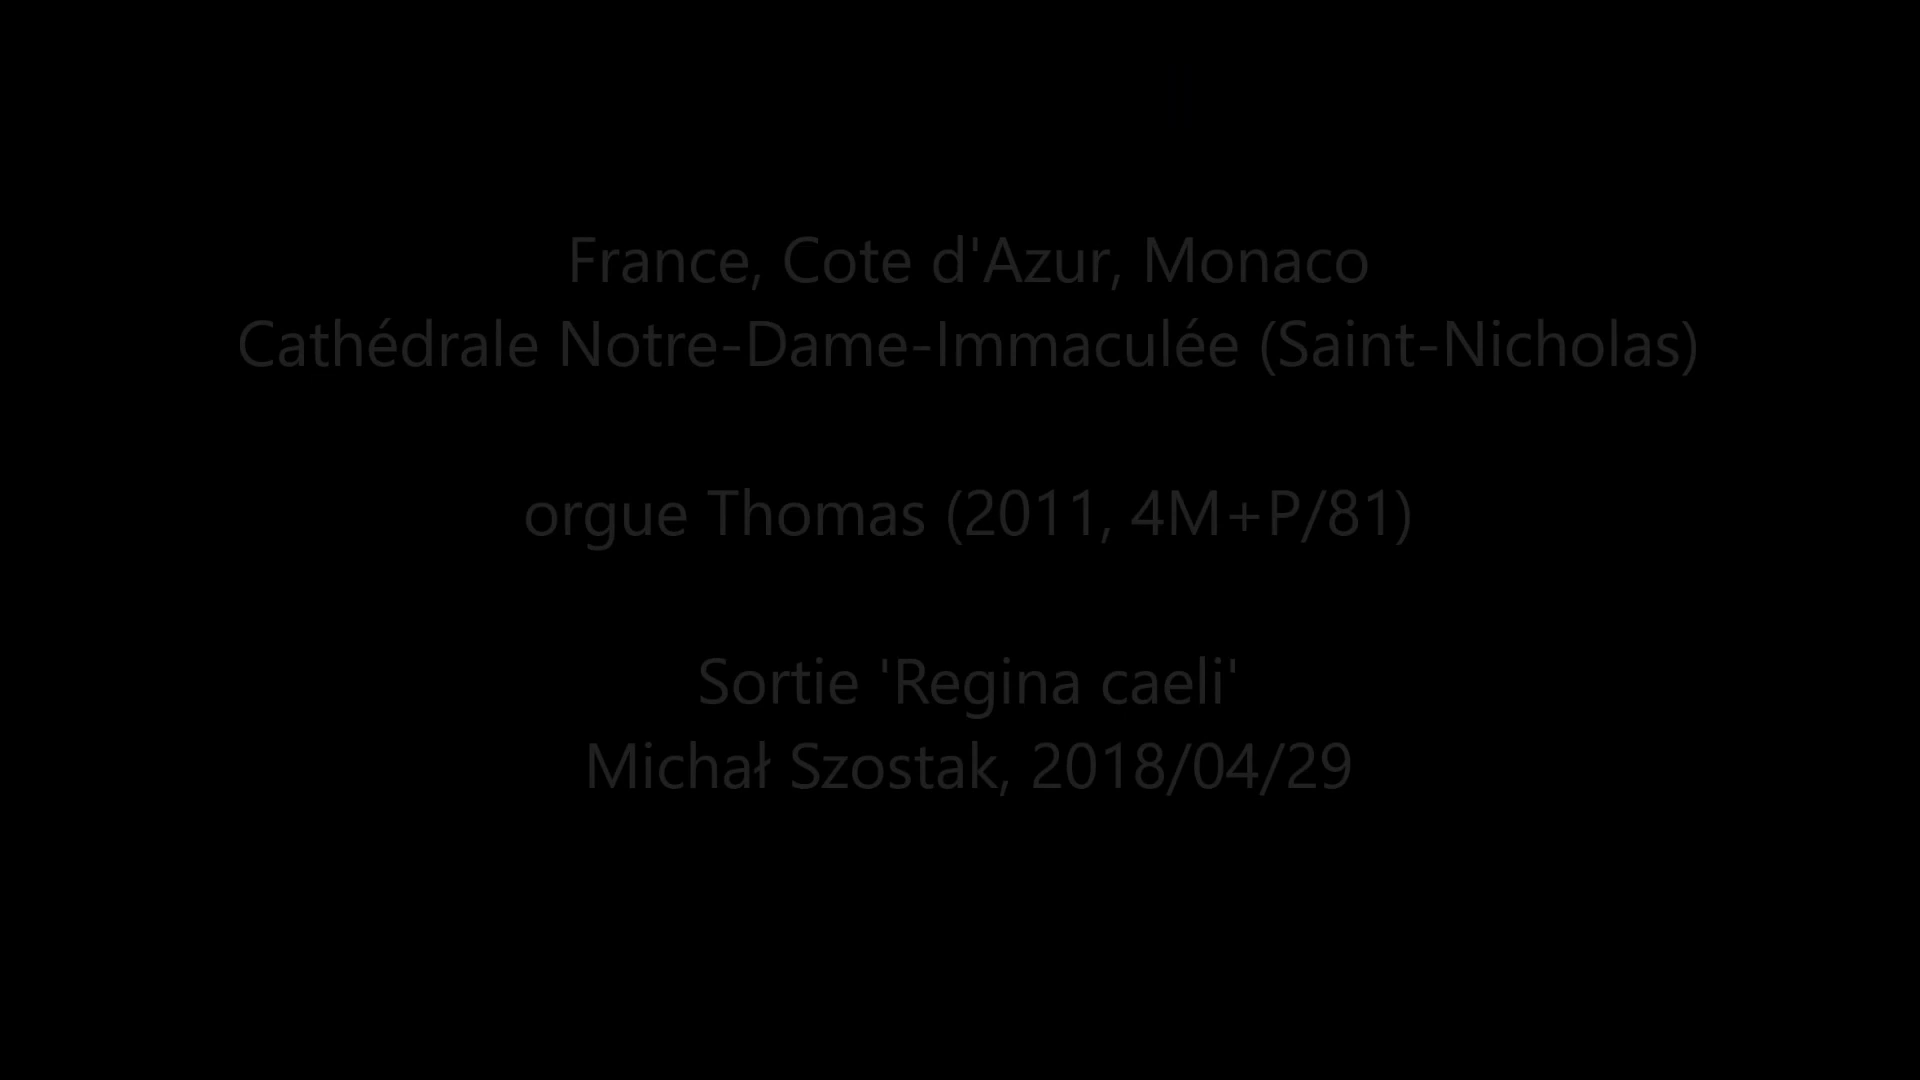 France, Cote d'Azur, Monaco
Cathédrale Notre-Dame-Immaculée (Saint-Nicholas)
orgue Thomas (2011, 4M+P/81)
Sortie 'Regina caeli'
Michał Szostak, 2018/04/29